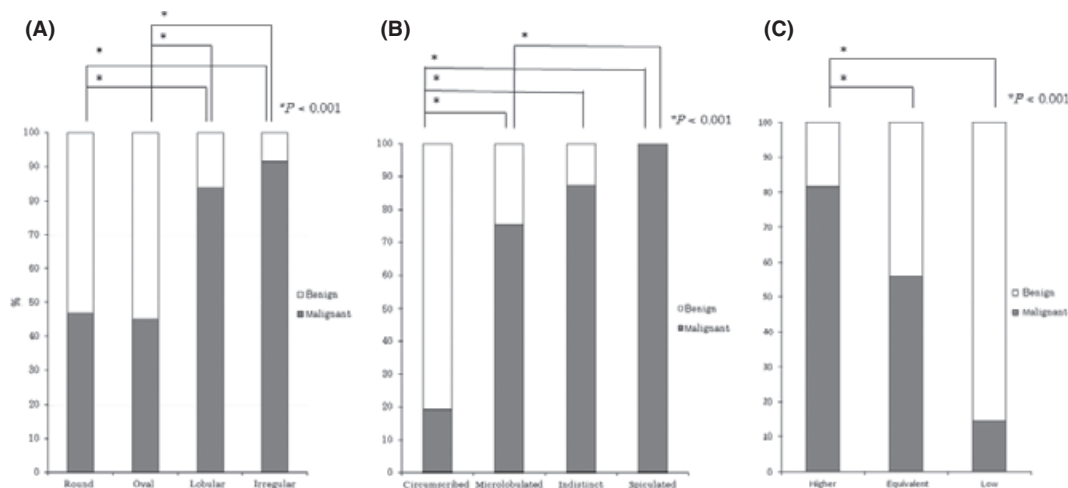 (A)
*
*
*
*
*P < 0.001
100
90
80
70
60
50
40
30
20
10
0
%
Benign
Malignant
Round Oval Lobular Irregular
(B)
*
*
*
*
*P < 0.001
100
90
80
70
60
50
40
30
20
10
0
Benign
Malignant
Circumscribed Microlobulated Indistinct Spiculated
(C)
*
*
*P < 0.001
100
90
80
70
60
50
40
30
20
10
0
Benign
Malignant
Higher Equivalent Low